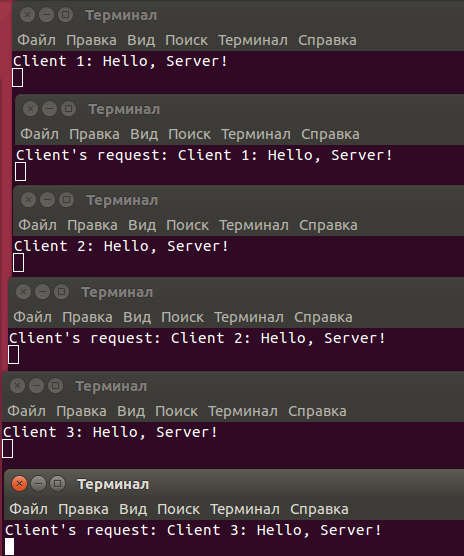 Терминал
Файл Правка Вид Поиск Терминал Справка
Client 1: Hello, Server!
Терминал
Файл Правка Вид Поиск Терминал Справка
Client's request: Client 1: Hello, Server!
Терминал
Файл Правка Вид Поиск Терминал Справка
Client 2: Hello, Server!
Терминал
Файл Правка Вид Поиск Терминал Справка
Client's request: Client 2: Hello, Server!
Терминал
Файл Правка Вид Поиск Терминал Справка
Client 3: Hello, Server!
Терминал
Файл Правка Вид Поиск Терминал Справка
Client's request: Client 3: Hello, Server!